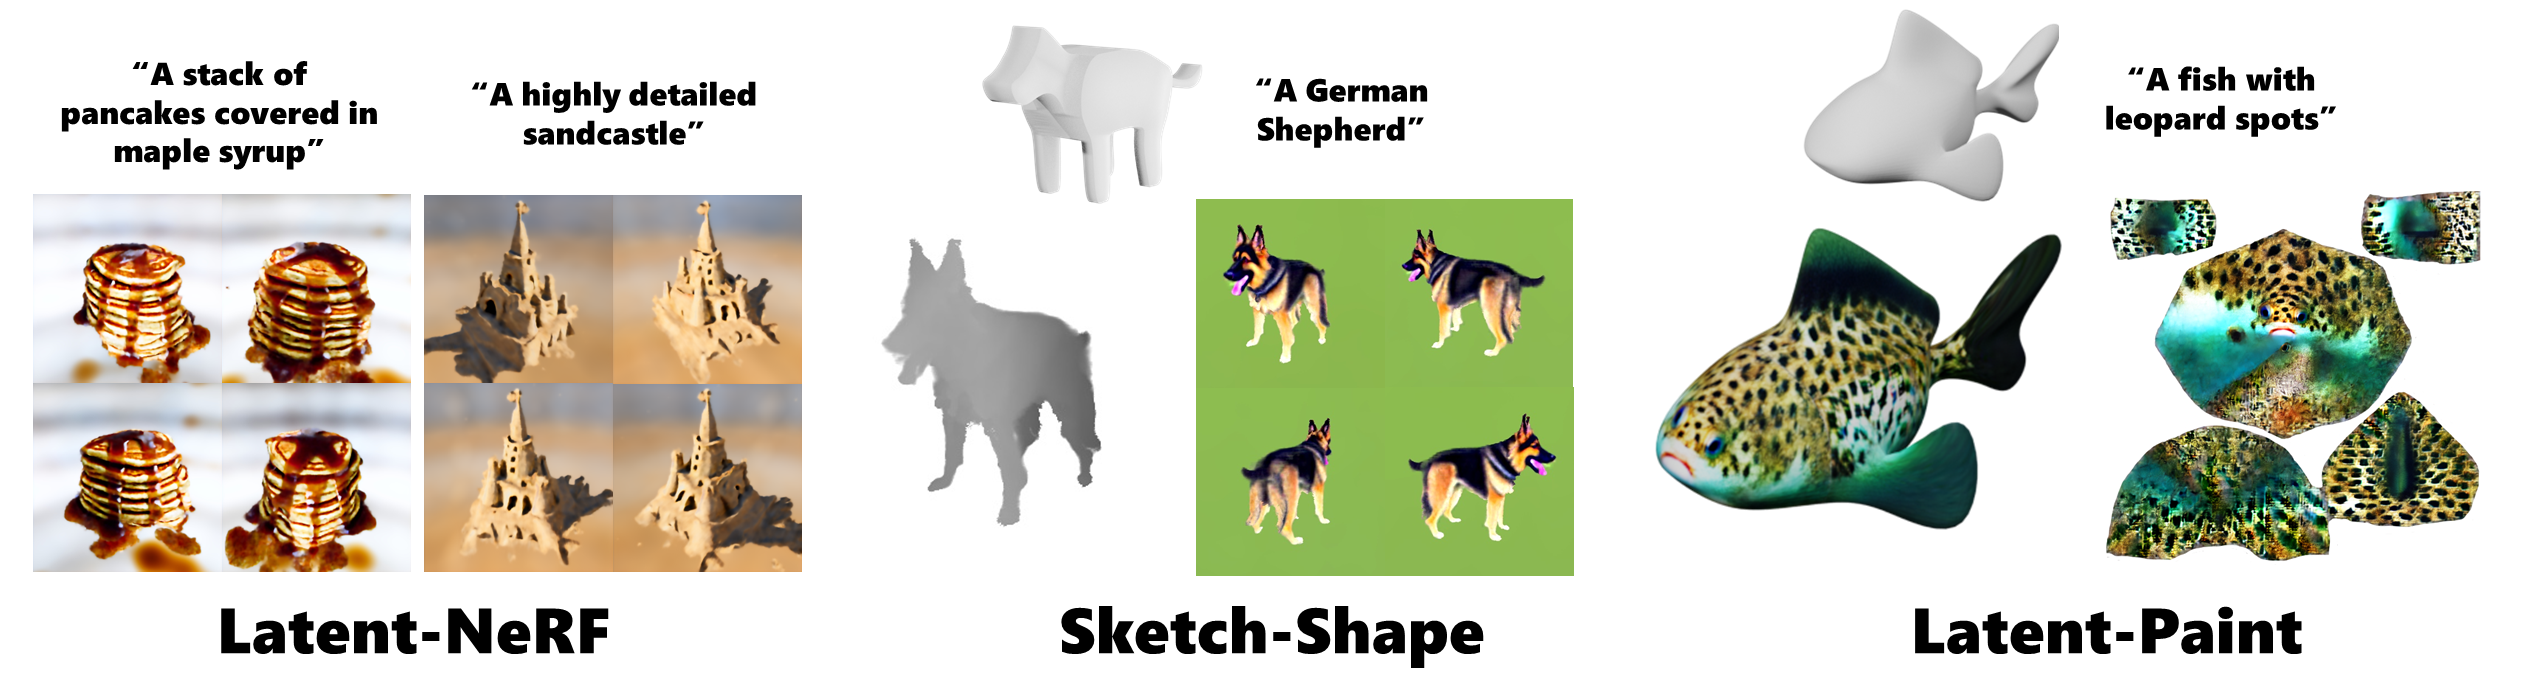 “A stack of
pancakes covered in
maple syrup”
“A highly detailed
sandcastle”
“A German
Shepherd”
“A fish with
leopard spots”
Latent-NeRF
Sketch-Shape
Latent-Paint